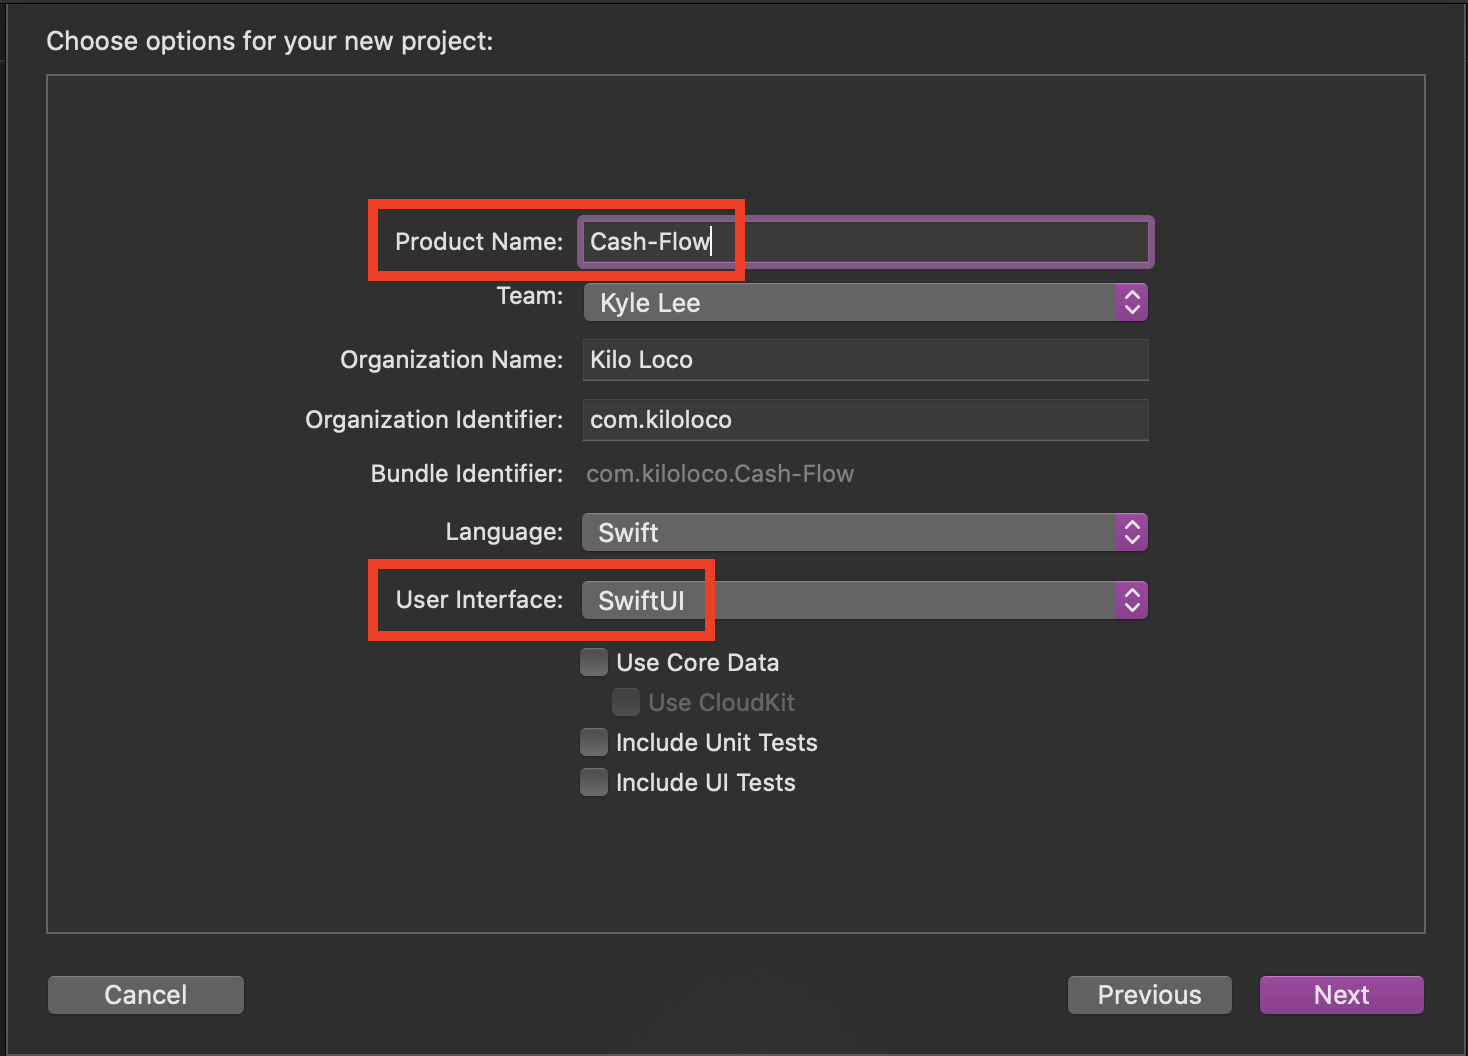 Choose options for your new project:
Product Name: Cash-Flow
Team: Kyle Lee
Organization Name: Kilo Loco
Organization Identifier: com.kiloloco
Bundle Identifier: com.kiloloco.Cash-Flow
Language: Swift
User Interface: SwiftUI
Use Core Data
Use CloudKit
Include Unit Tests
Include UI Tests
Cancel Previous Next